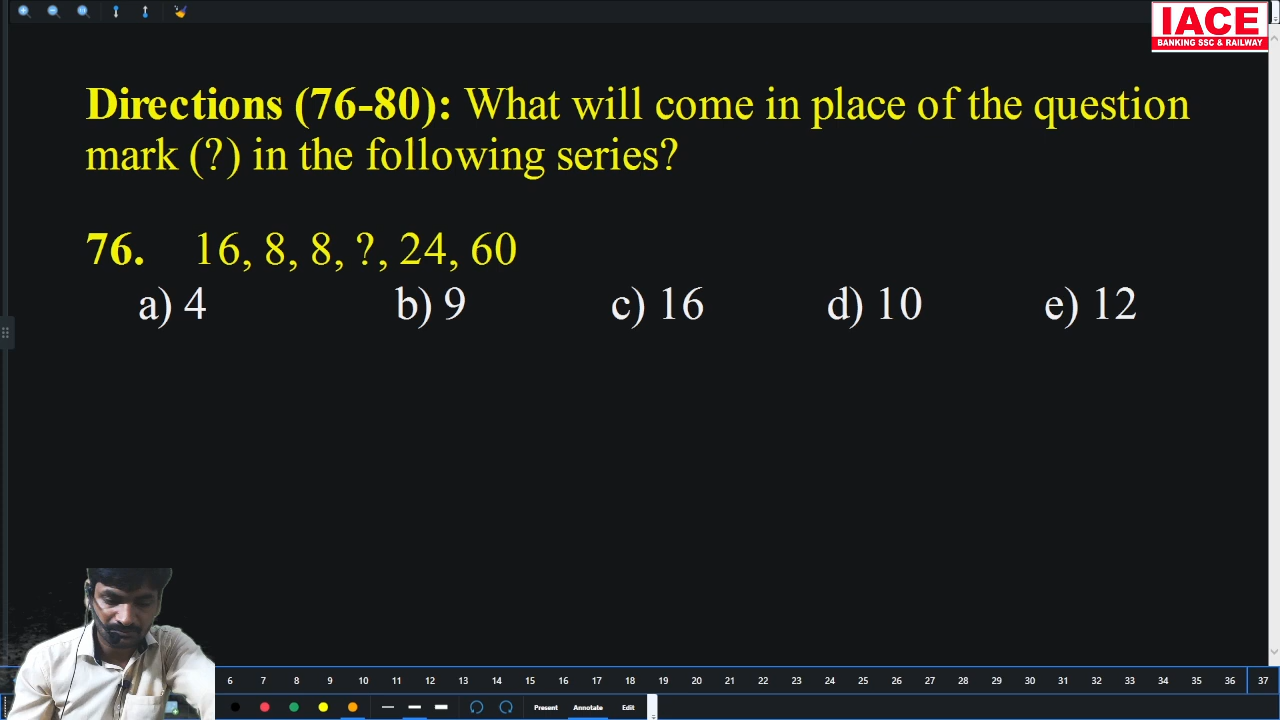 IACE
BANKING SSC & RAILWAY
Directions (76-80): What will come in place of the question
mark (?) in the following series?
76. 16, 8, 8, ?, 24, 60
a) 4 b) 9 c) 16 d) 10 e) 12
6 7 8 9 10 11 12 13 14 15 16 17 18 19 20 21 22 23 24 25 26 27 28 29 30 31 32 33 34 35 36 37
Present Annotate Edit